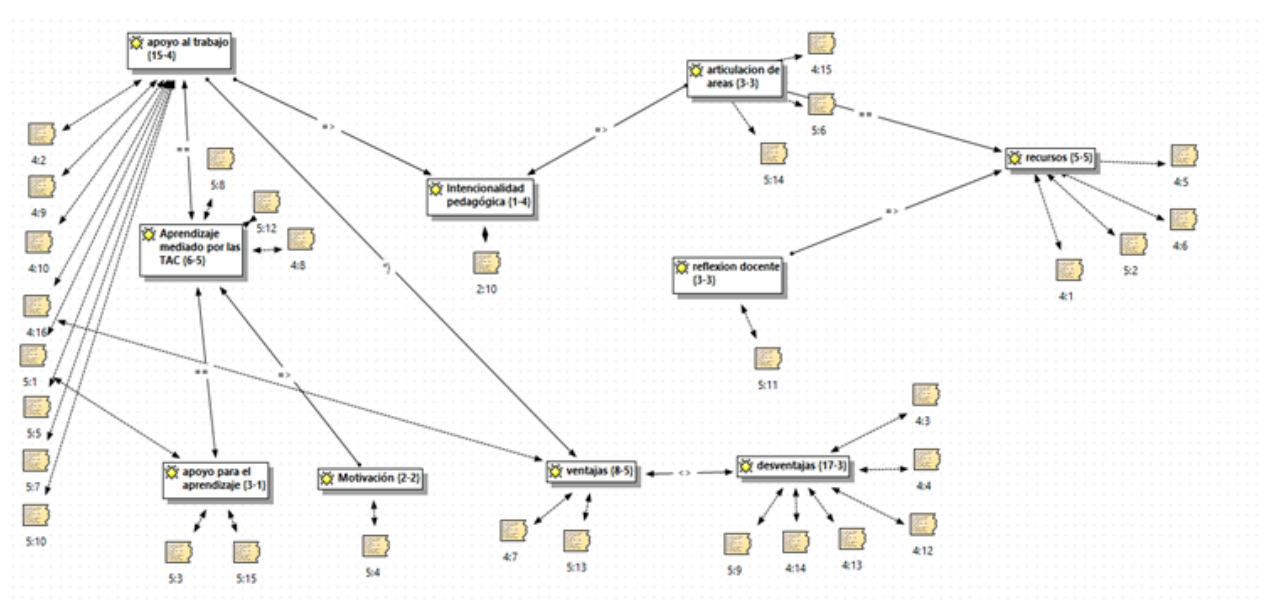 apoyo al trabajo
(15-4)
articulacion de
areas (3-3)
4:15
5:6
5:14
==
recursos (5-5)
4:5
4:6
5:2
4:1
=>
=>
=>
Intencionalidad
pedagógica (1-4)
2:10
4:2
4:9
4:10
4:16
5:1
5:5
5:7
5:10
==
5:8
5:12
4:8
Aprendizaje
mediado por las
TAC (6-5)
*}
reflexion docente
(3-3)
5:11
==
=>
apoyo para el
aprendizaje (3-1)
5:3
5:15
Motivación (2-2)
5:4
ventajas (8-5)
4:7
5:13
<>
desventajas (17-3)
4:3
4:4
4:12
4:13
4:14
5:9